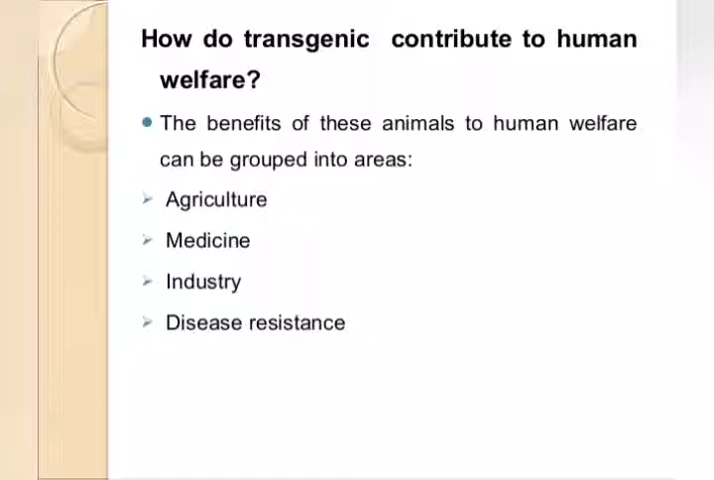 How do transgenic contribute to human
welfare?
The benefits of these animals to human welfare
can be grouped into areas:
Agriculture
Medicine
Industry
Disease resistance